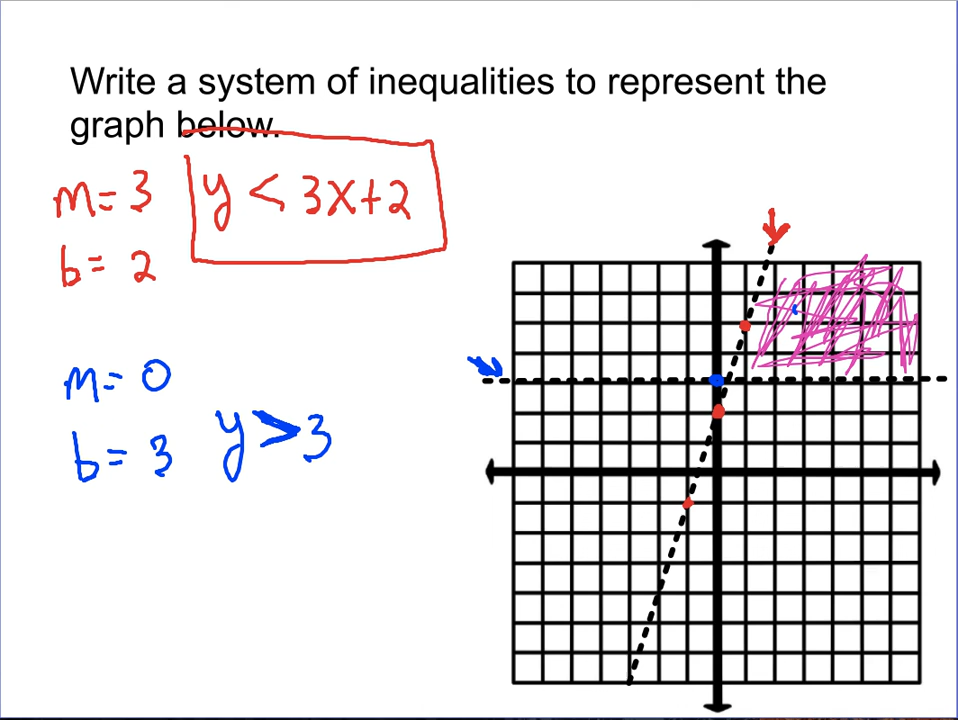 Write a system of inequalities to represent the
graph below.
m= 3
y < 3x+2
b= 2
m= 0
b= 3
y > 3